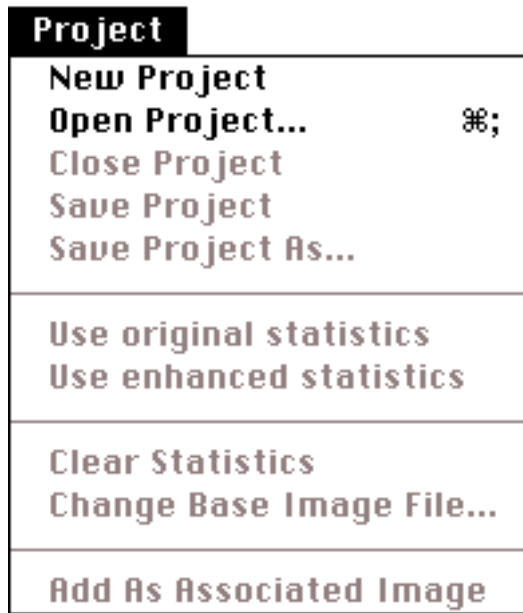 Project
New Project
Open Project... ⌘;
Close Project
Save Project
Save Project As...
Use original statistics
Use enhanced statistics
Clear Statistics
Change Base Image File...
Add As Associated Image